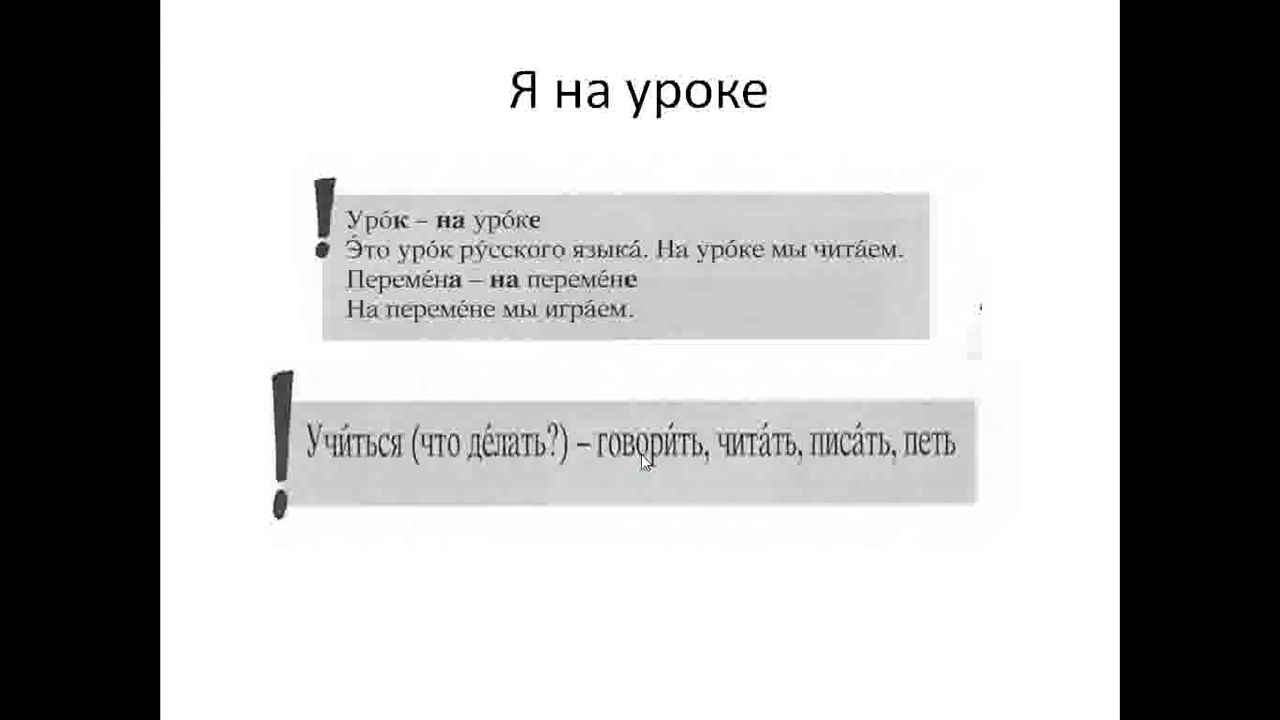 Я на уроке
Уро́к – на уро́ке
Э́то уро́к ру́сского языка́. На уро́ке мы чита́ем.
Переме́на – на переме́не
На переме́не мы игра́ем.
Учи́ться (что де́лать?) – говори́ть, чита́ть, писа́ть, петь